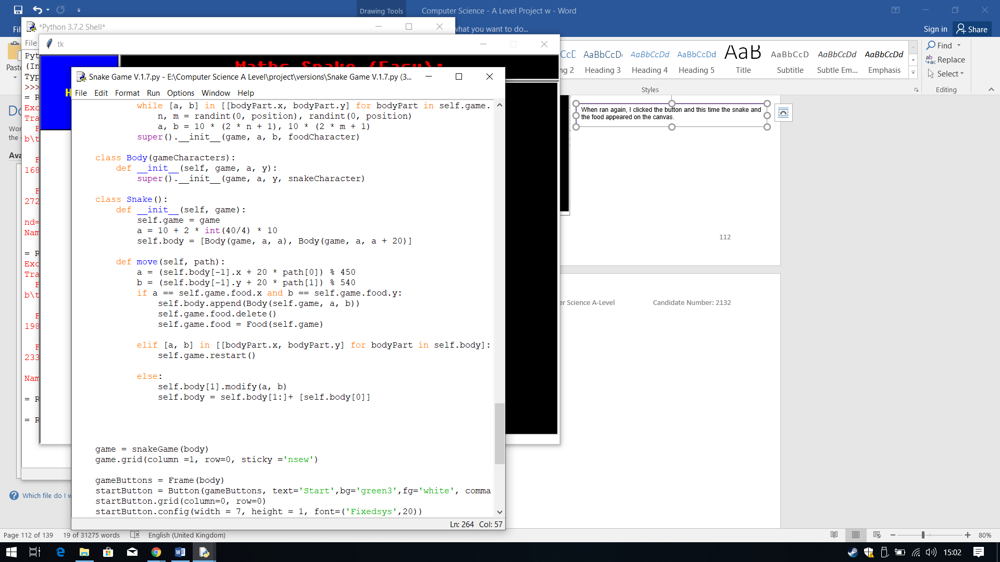 Drawing Tools
Computer Science - A Level Project w - Word
*Python 3.7.2 Shell*
what you want to do...
Sign in
Share
File
tk
Paste
AaBbCcD
AaBbCcDd
AaBbCcDd
AaB
AaBbCcD
AaBbCcDd
AaBbCcDd
Heading 3
Heading 4
Heading 5
Title
Subtitle
Subtle Em...
Emphasis
Styles
Find
Replace
Select
Editing
>>>
Maths Snake (Easy):
Snake Game V.1.7.py - E:\Computer Science A Level\project\versions\Snake Game V.1.7.py (3...
File Edit Format Run Options Window Help
while [a, b] in [[bodyPart.x, bodyPart.y] for bodyPart in self.game.
n, m = randint(0, position), randint(0, position)
a, b = 10 * (2 * n + 1), 10 * (2 * m + 1)
super().__init__(game, a, b, foodCharacter)
class Body(gameCharacters):
def __init__(self, game, a, y):
super().__init__(game, a, y, snakeCharacter)
class Snake():
def __init__(self, game):
self.game = game
a = 10 + 2 * int(40/4) * 10
self.body = [Body(game, a, a), Body(game, a, a + 20)]
def move(self, path):
a = (self.body[-1].x + 20 * path[0]) % 450
b = (self.body[-1].y + 20 * path[1]) % 540
if a == self.game.food.x and b == self.game.food.y:
self.body.append(Body(self.game, a, b))
self.game.food.delete()
self.game.food = Food(self.game)
elif [a, b] in [[bodyPart.x, bodyPart.y] for bodyPart in self.body]:
self.game.restart()
else:
self.body[1].modify(a, b)
self.body = self.body[1:]+ [self.body[0]]
game = snakeGame(body)
game.grid(column =1, row=0, sticky ='nsew')
gameButtons = Frame(body)
startButton = Button(gameButtons, text='Start',bg='green3',fg='white', comma
startButton.grid(column=0, row=0)
startButton.config(width = 7, height = 1, font=('Fixedsys',20))
Ln: 264 Col: 57
When ran again, I clicked the button and this time the snake and
the food appeared on the canvas.
112
er Science A-Level
Candidate Number: 2132
Which file do I w
Page 112 of 139
19 of 31275 words
English (United Kingdom)
80%
15:02